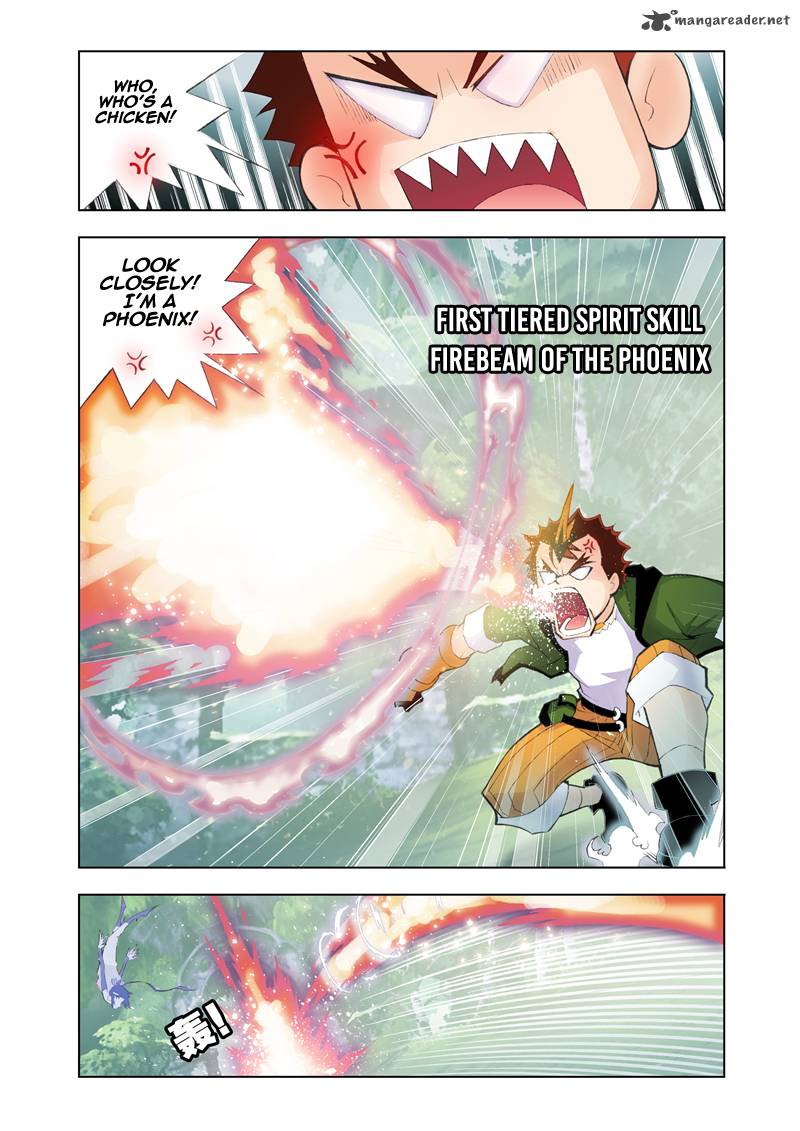 mangareader.net
WHO,
WHO'S A
CHICKEN!
LOOK
CLOSELY!
I'M A
PHOENIX!
FIRST TIERED SPIRIT SKILL
FIREBEAM OF THE PHOENIX
轰!